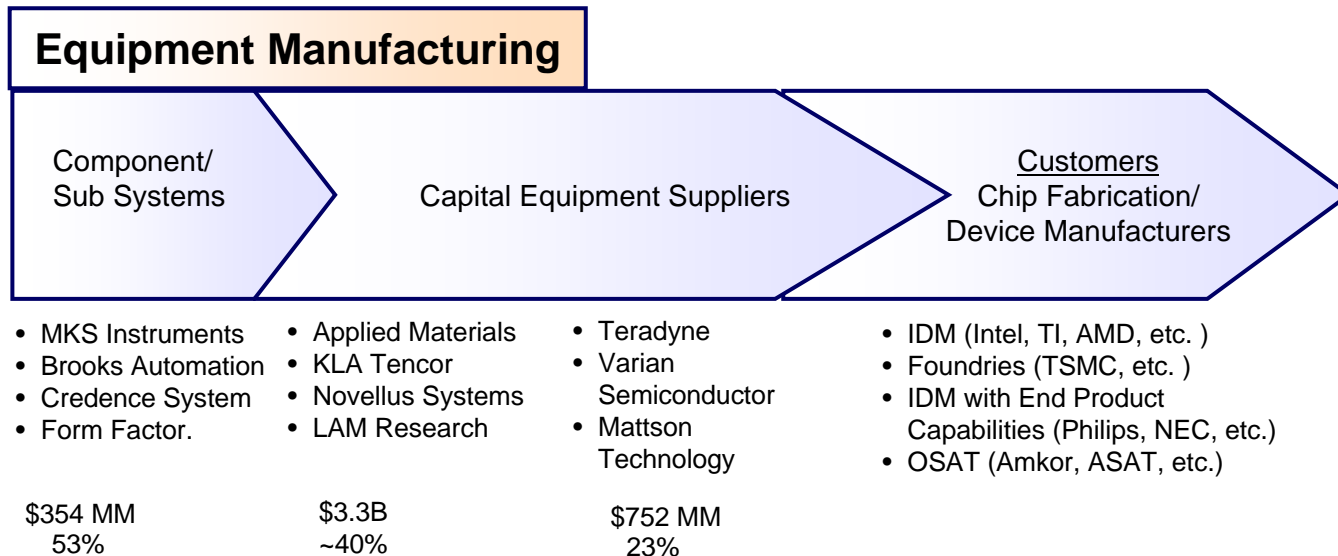 Equipment Manufacturing
Component/
Sub Systems
Capital Equipment Suppliers
Customers
Chip Fabrication/
Device Manufacturers
• MKS Instruments
• Brooks Automation
• Credence System
• Form Factor.
• Applied Materials
• KLA Tencor
• Novellus Systems
• LAM Research
• Teradyne
• Varian
Semiconductor
• Mattson
Technology
• IDM (Intel, TI, AMD, etc. )
• Foundries (TSMC, etc. )
• IDM with End Product
Capabilities (Philips, NEC, etc.)
• OSAT (Amkor, ASAT, etc.)
$354 MM
53%
$3.3B
~40%
$752 MM
23%